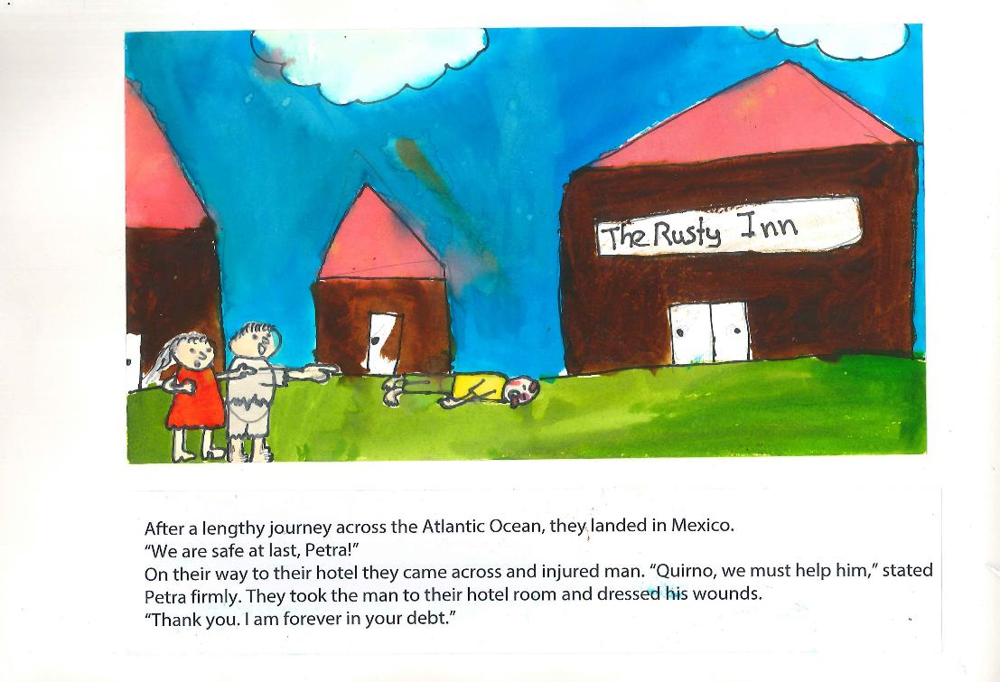 The Rusty Inn
After a lengthy journey across the Atlantic Ocean, they landed in Mexico.
“We are safe at last, Petra!”
On their way to their hotel they came across and injured man. “Quirno, we must help him,” stated
Petra firmly. They took the man to their hotel room and dressed his wounds.
“Thank you. I am forever in your debt.”